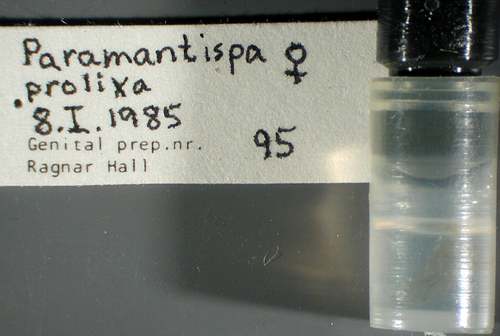 Paramantispa ♀
prolixa
8.I.1985
Genital prep.nr. 95
Ragnar Hall